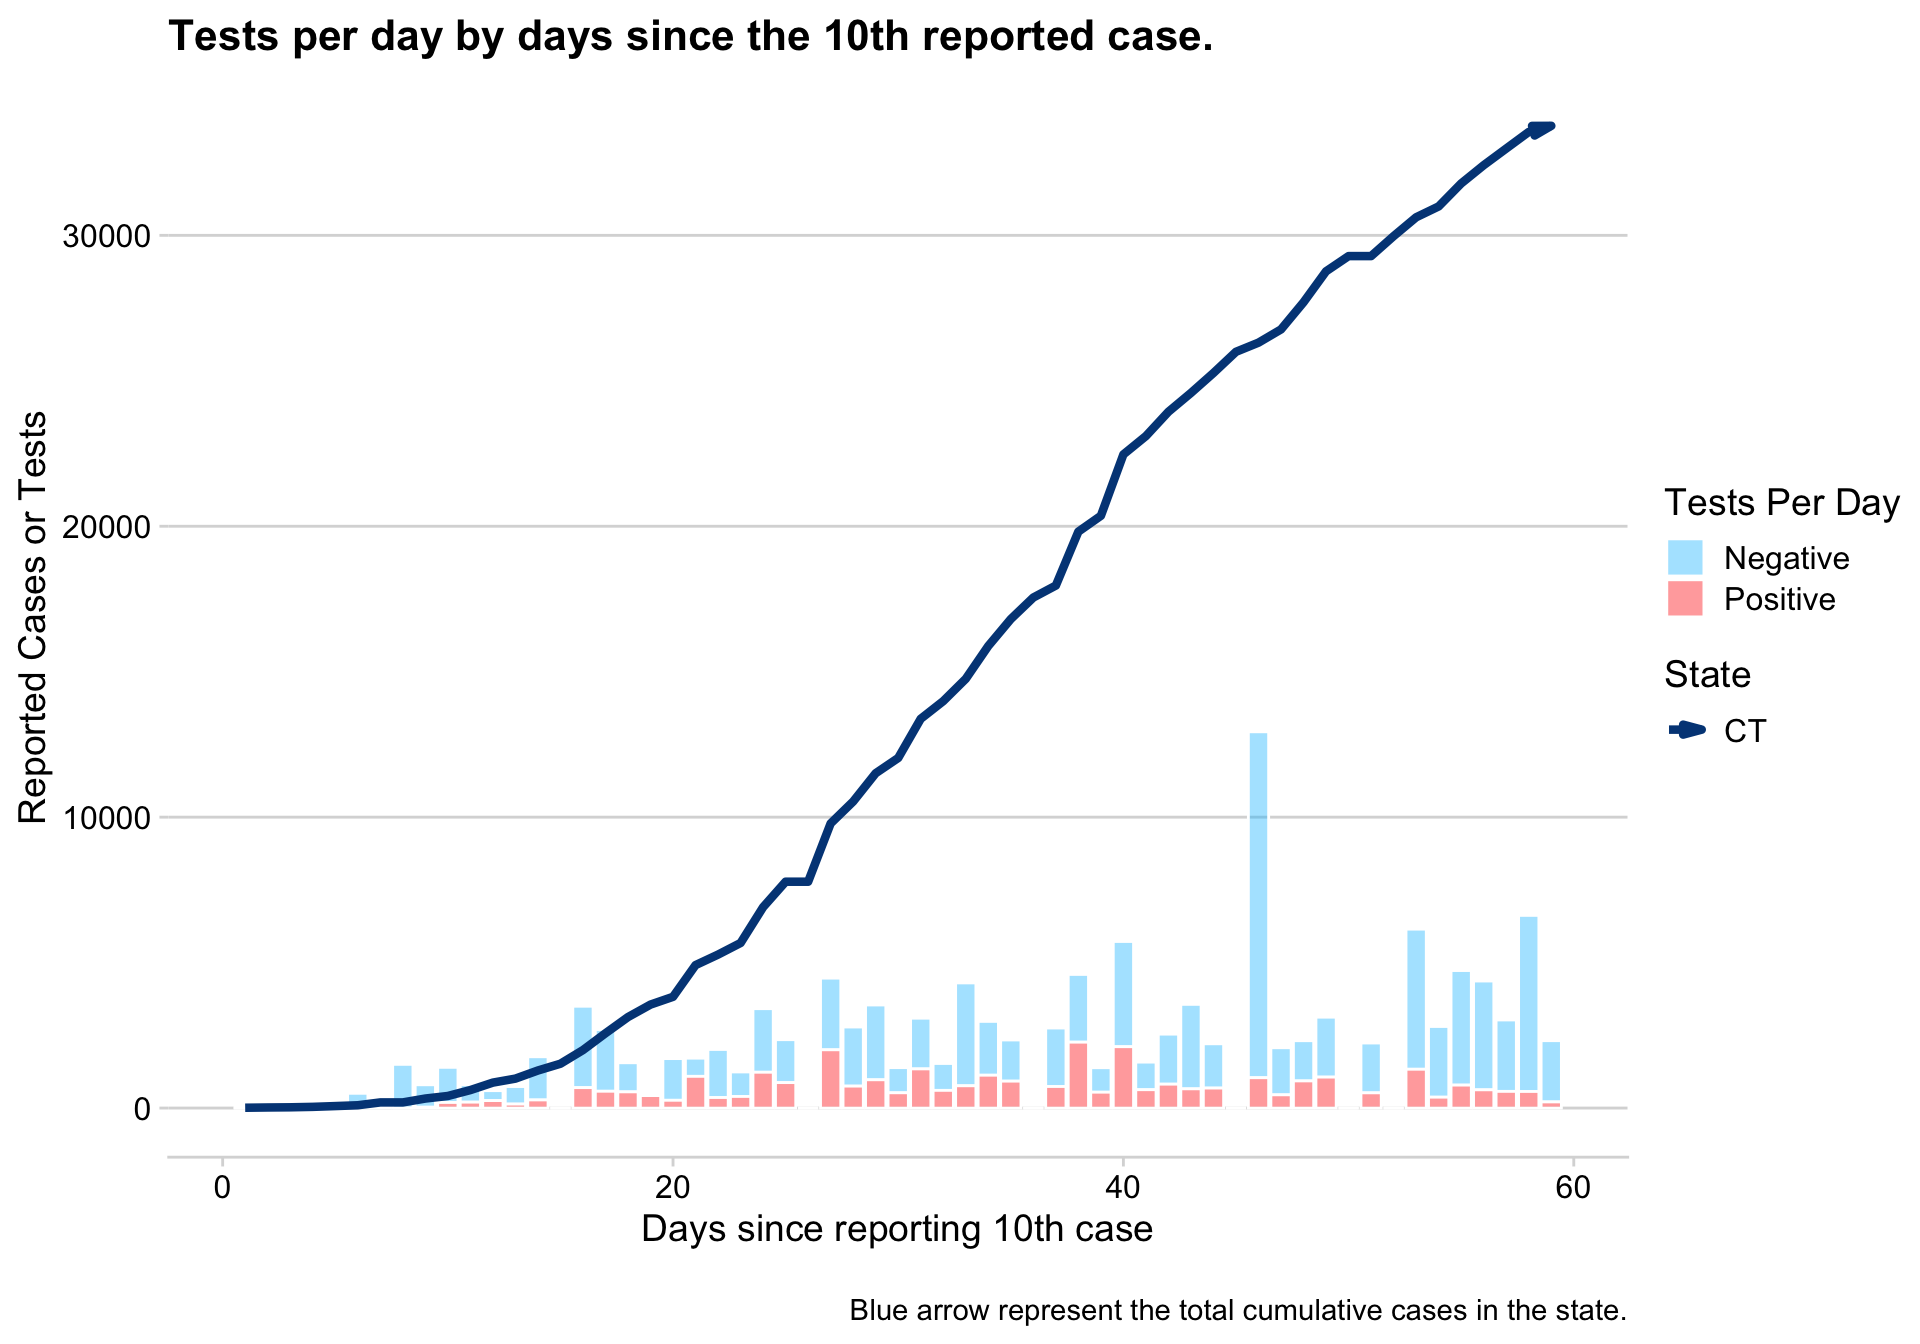 Tests per day by days since the 10th reported case.
Reported Cases or Tests
30000
20000
10000
0
0
20
40
60
Days since reporting 10th case
Tests Per Day
Negative
Positive
State
CT
Blue arrow represent the total cumulative cases in the state.